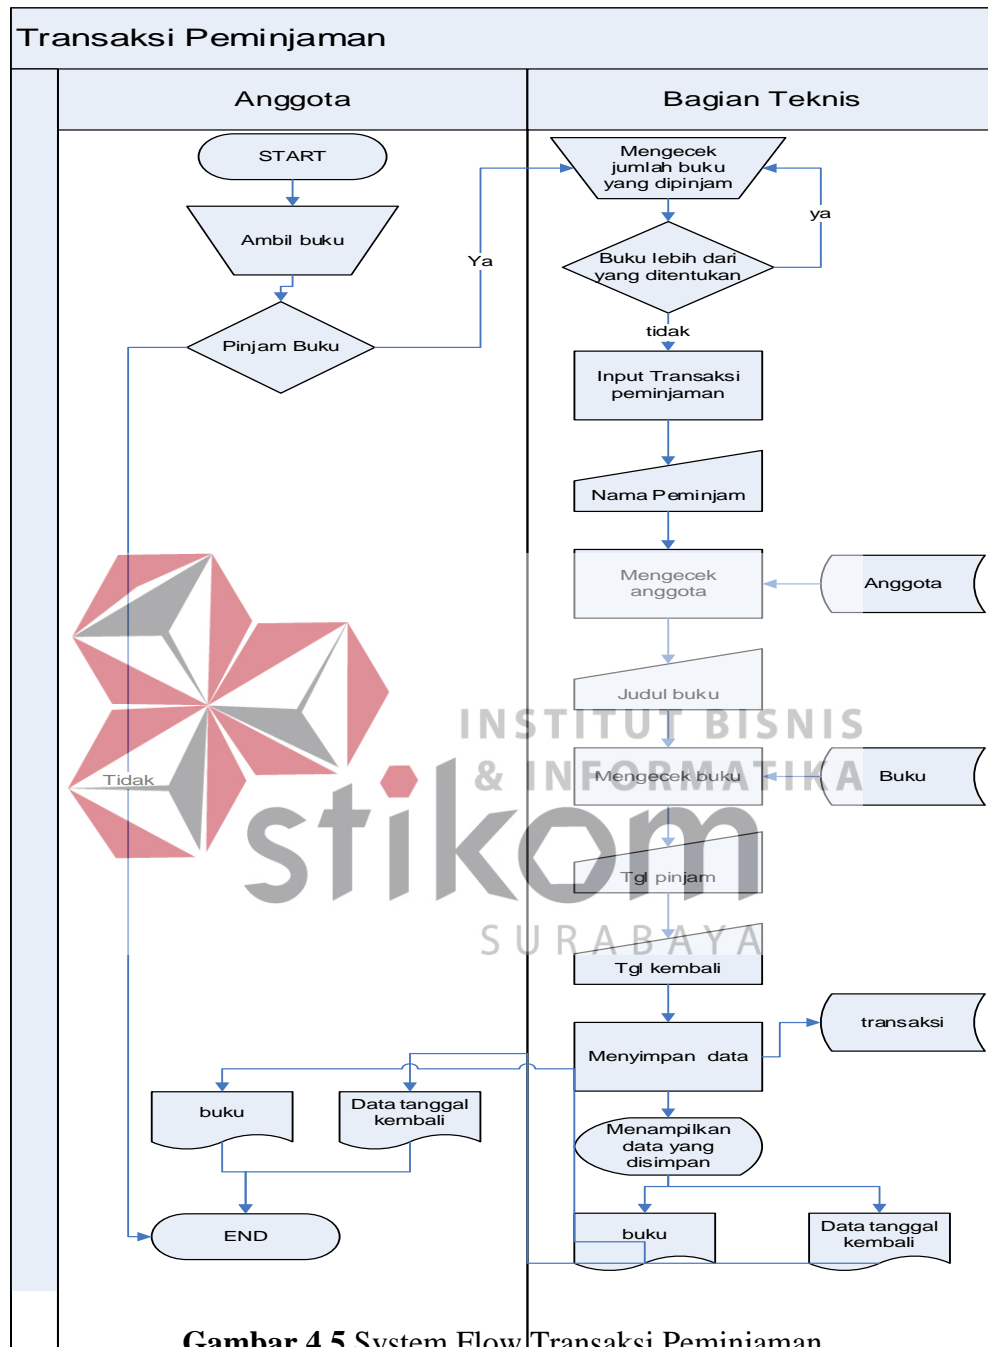 Transaksi Peminjaman
Anggota
Bagian Teknis
START
Ambil buku
Pinjam Buku
Ya
Tidak
Mengecek
jumlah buku
yang dipinjam
ya
Buku lebih dari
yang ditentukan
tidak
Input Transaksi
peminjaman
Nama Peminjam
Mengecek
anggota
Anggota
Judul buku
INSTITUT BISNIS
& INFORMATIKA
stikom
SURABAYA
Mengecek buku
Buku
Tgl pinjam
Tgl kembali
Menyimpan data
transaksi
Menampilkan
data yang
disimpan
buku
Data tanggal
kembali
buku
Data tanggal
kembali
END
Gambar 4.5 System Flow Transaksi Peminjaman